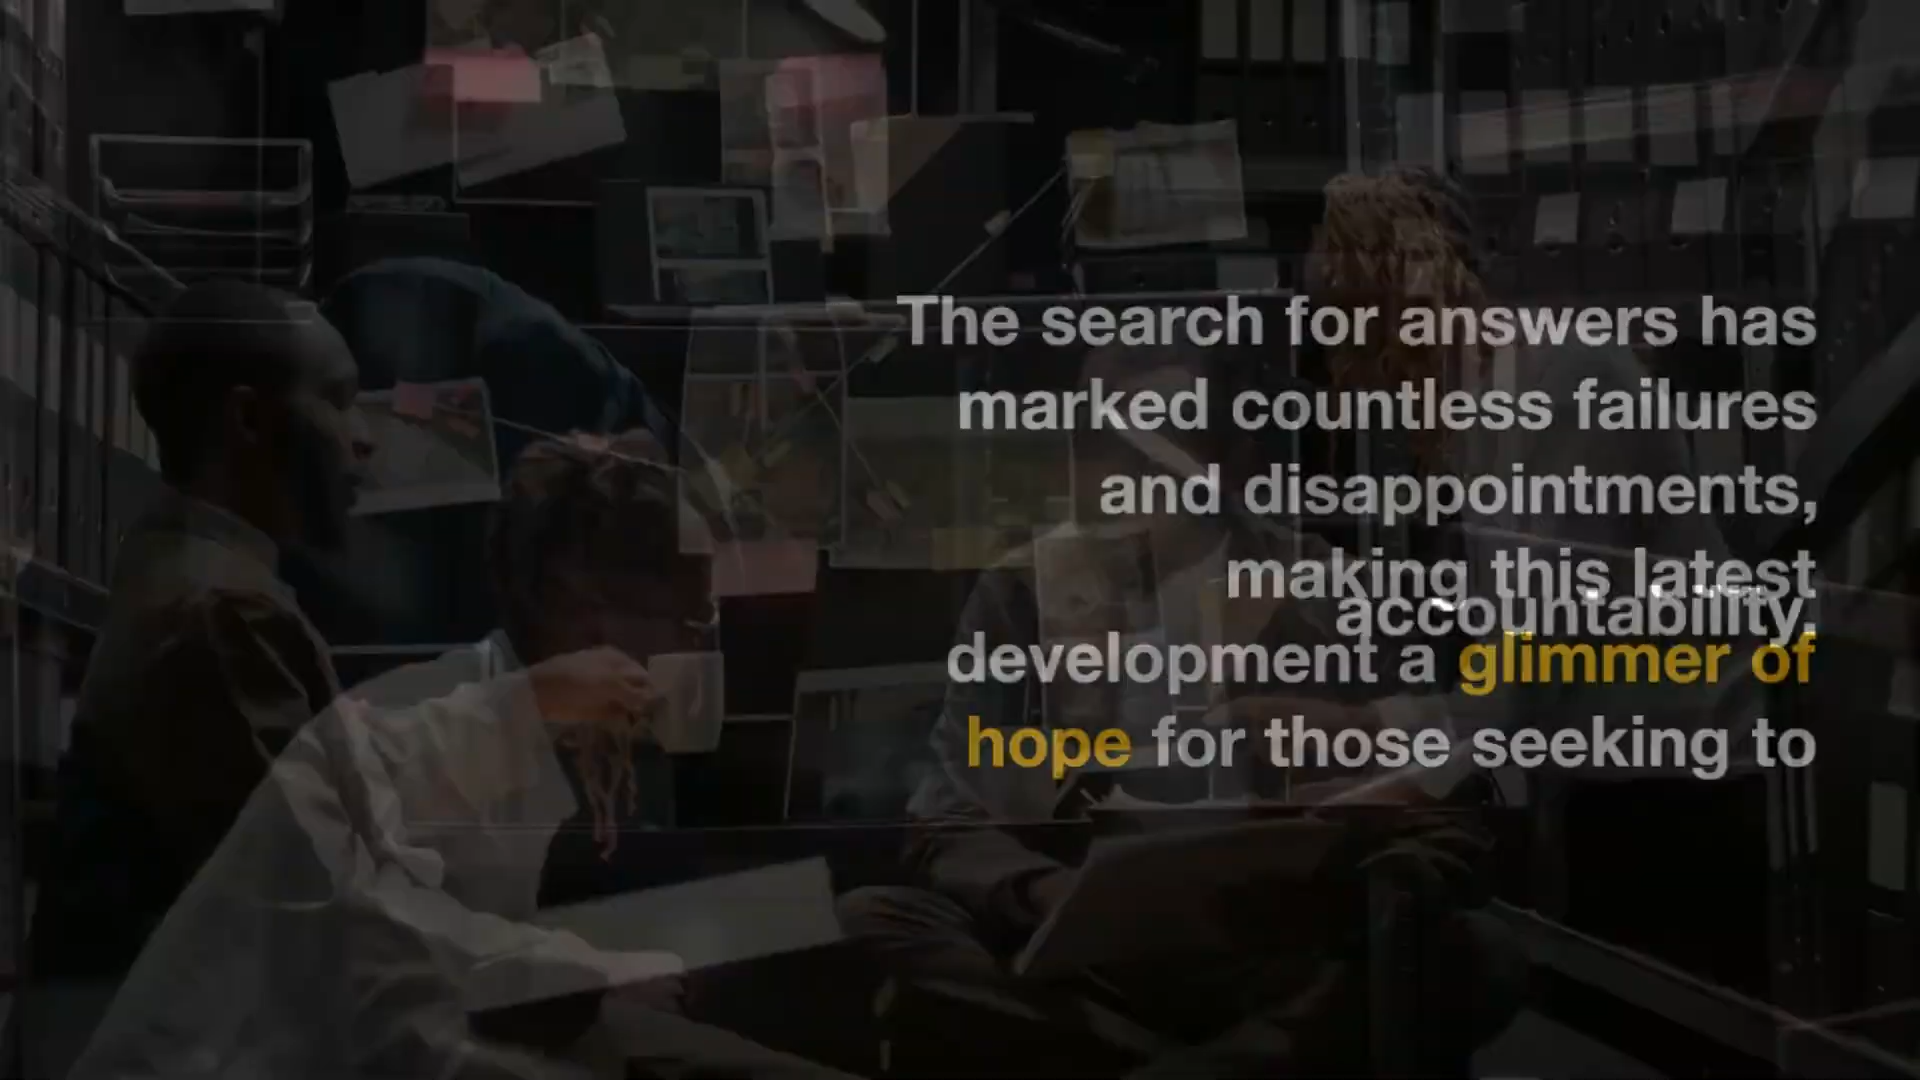 The search for answers has
marked countless failures
and disappointments,
making this latest
accountability.
development a glimmer of
hope for those seeking to